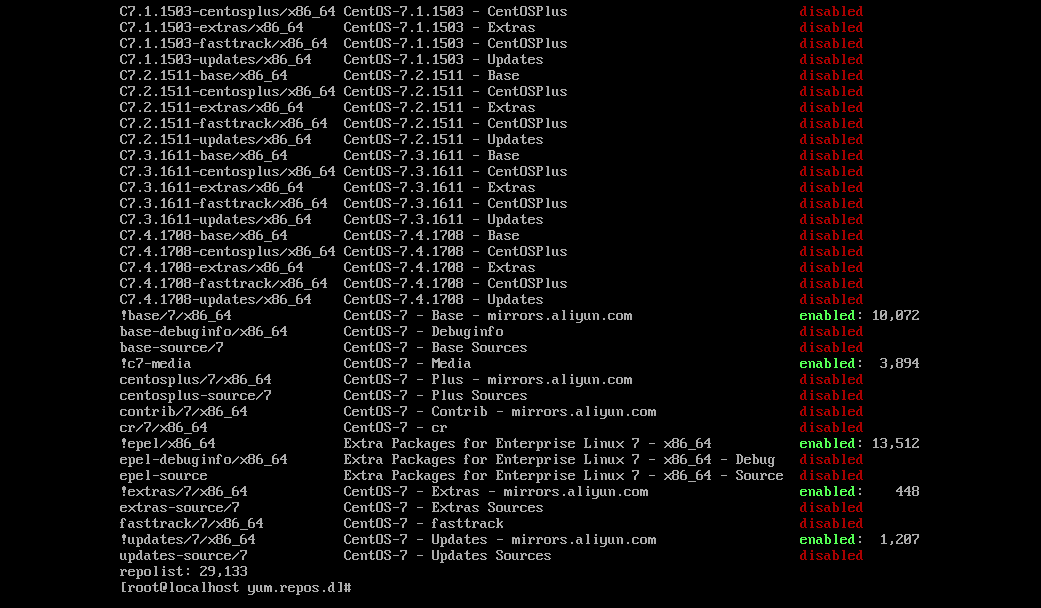 C7.1.1503-centosplus/x86_64 CentOS-7.1.1503 - CentOSPlus disabled
C7.1.1503-extras/x86_64 CentOS-7.1.1503 - Extras disabled
C7.1.1503-fasttrack/x86_64 CentOS-7.1.1503 - CentOSPlus disabled
C7.1.1503-updates/x86_64 CentOS-7.1.1503 - Updates disabled
C7.2.1511-base/x86_64 CentOS-7.2.1511 - Base disabled
C7.2.1511-centosplus/x86_64 CentOS-7.2.1511 - CentOSPlus disabled
C7.2.1511-extras/x86_64 CentOS-7.2.1511 - Extras disabled
C7.2.1511-fasttrack/x86_64 CentOS-7.2.1511 - CentOSPlus disabled
C7.2.1511-updates/x86_64 CentOS-7.2.1511 - Updates disabled
C7.3.1611-base/x86_64 CentOS-7.3.1611 - Base disabled
C7.3.1611-centosplus/x86_64 CentOS-7.3.1611 - CentOSPlus disabled
C7.3.1611-extras/x86_64 CentOS-7.3.1611 - Extras disabled
C7.3.1611-fasttrack/x86_64 CentOS-7.3.1611 - CentOSPlus disabled
C7.3.1611-updates/x86_64 CentOS-7.3.1611 - Updates disabled
C7.4.1708-base/x86_64 CentOS-7.4.1708 - Base disabled
C7.4.1708-centosplus/x86_64 CentOS-7.4.1708 - CentOSPlus disabled
C7.4.1708-extras/x86_64 CentOS-7.4.1708 - Extras disabled
C7.4.1708-fasttrack/x86_64 CentOS-7.4.1708 - CentOSPlus disabled
C7.4.1708-updates/x86_64 CentOS-7.4.1708 - Updates disabled
!base/7/x86_64 CentOS-7 - Base - mirrors.aliyun.com enabled: 10,072
base-debuginfo/x86_64 CentOS-7 - Debuginfo disabled
base-source/7 CentOS-7 - Base Sources disabled
!c7-media CentOS-7 - Media enabled: 3,894
centosplus/7/x86_64 CentOS-7 - Plus - mirrors.aliyun.com disabled
centosplus-source/7 CentOS-7 - Plus Sources disabled
contrib/7/x86_64 CentOS-7 - Contrib - mirrors.aliyun.com disabled
cr/7/x86_64 CentOS-7 - cr disabled
!epel/x86_64 Extra Packages for Enterprise Linux 7 - x86_64 enabled: 13,512
epel-debuginfo/x86_64 Extra Packages for Enterprise Linux 7 - x86_64 - Debug disabled
epel-source Extra Packages for Enterprise Linux 7 - x86_64 - Source disabled
!extras/7/x86_64 CentOS-7 - Extras - mirrors.aliyun.com enabled: 448
extras-source/7 CentOS-7 - Extras Sources disabled
fasttrack/7/x86_64 CentOS-7 - fasttrack disabled
!updates/7/x86_64 CentOS-7 - Updates - mirrors.aliyun.com enabled: 1,207
updates-source/7 CentOS-7 - Updates Sources disabled
repolist: 29,133
[root@localhost yum.repos.d]#